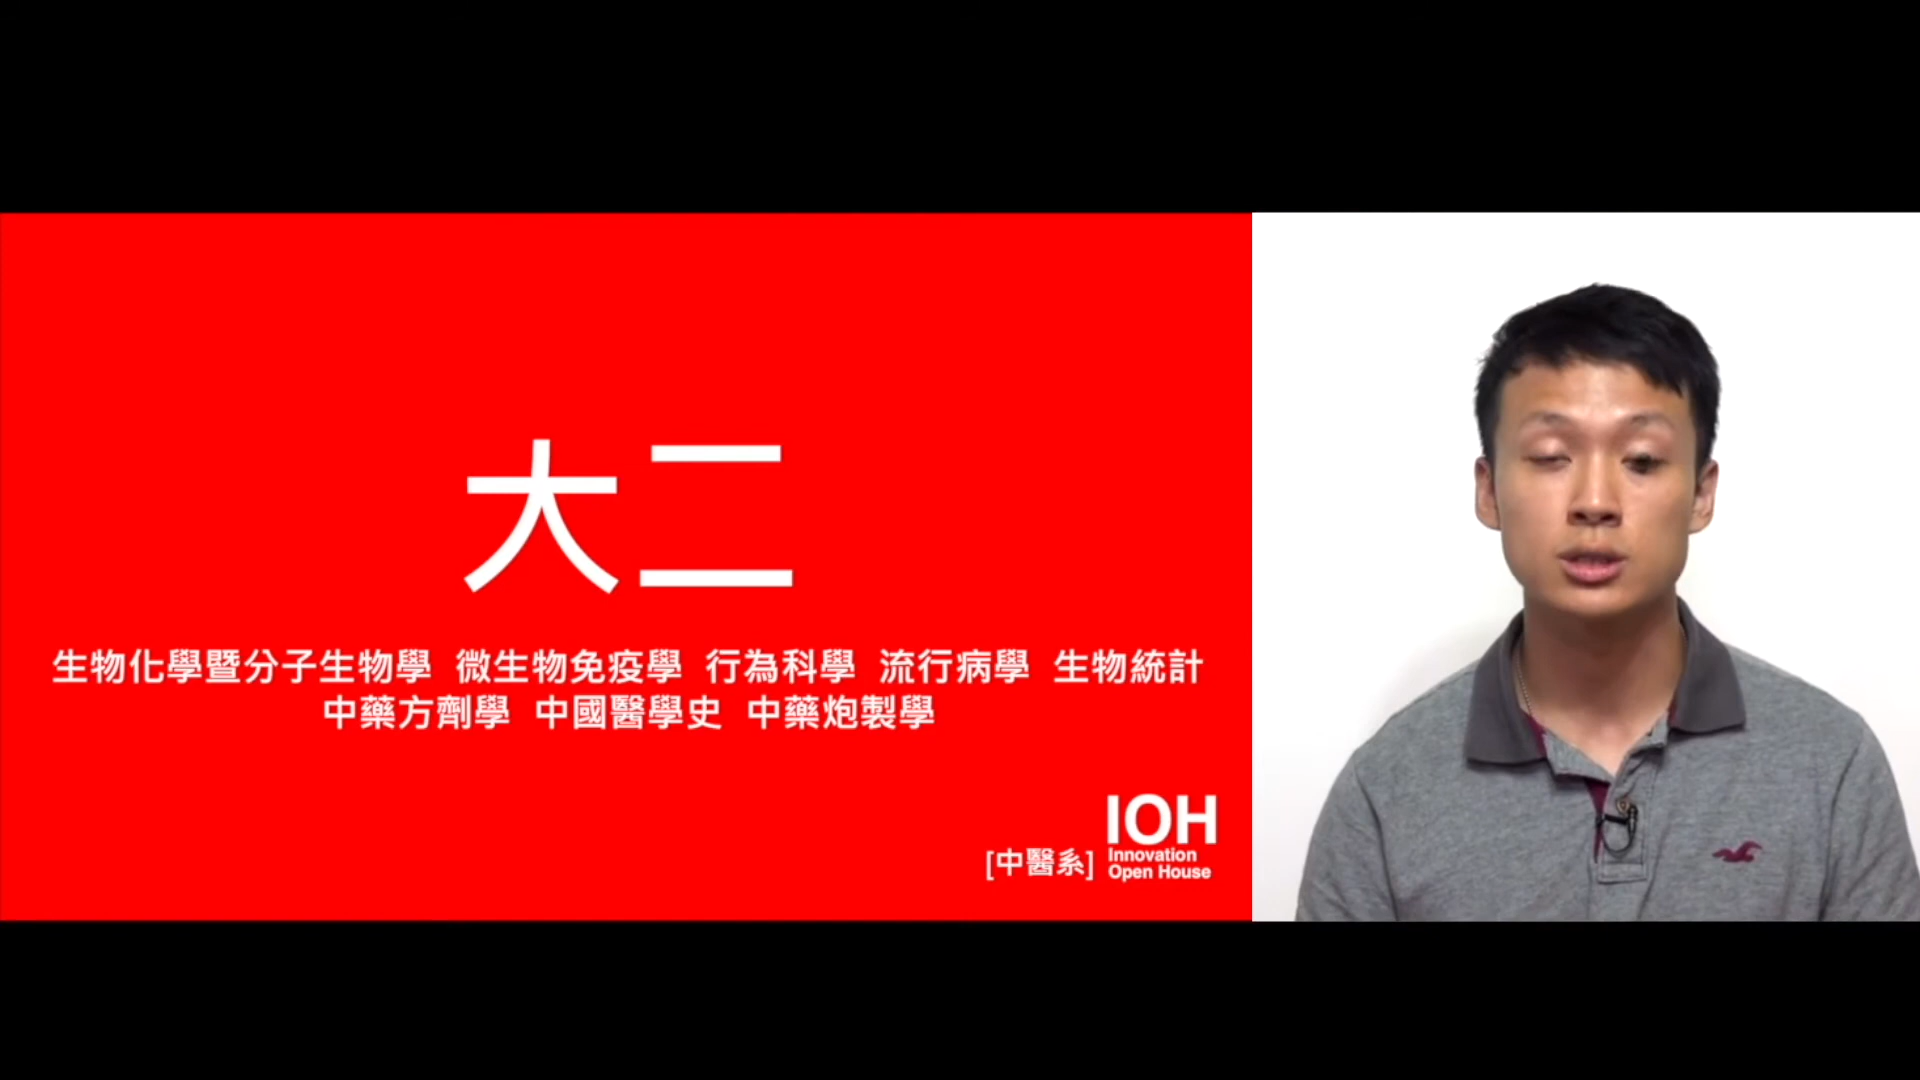 大二
生物化學暨分子生物學 微生物免疫學 行為科學 流行病學 生物統計
中藥方劑學 中國醫學史 中藥炮製學
[中醫系]
IOH
Innovation
Open House